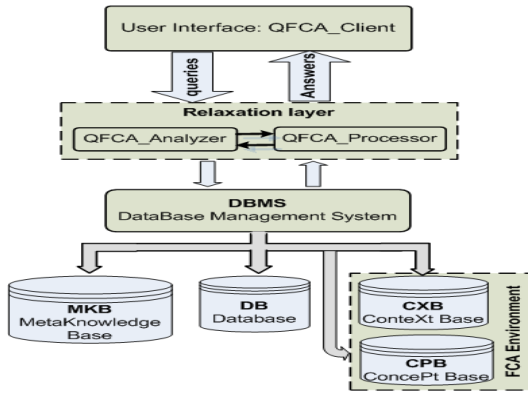 User Interface: QFCA_Client
queries
Answers
Relaxation layer
QFCA_Analyzer
QFCA_Processor
DBMS
DataBase Management System
MKB
MetaKnowledge
Base
DB
Database
CXB
ConteXt Base
CPB
ConcePt Base
FCA Environment